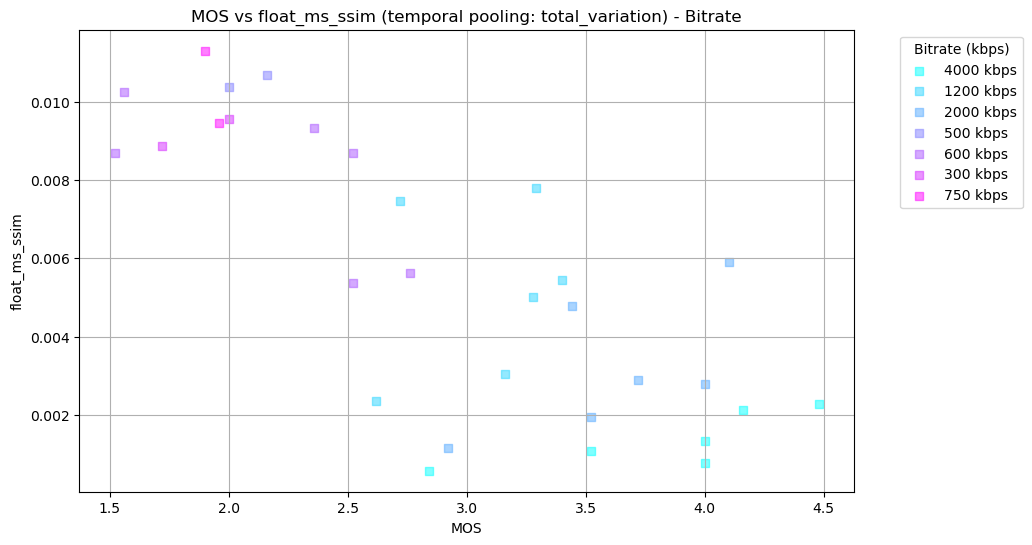 MOS vs float_ms_ssim (temporal pooling: total_variation) - Bitrate
Bitrate (kbps)
4000 kbps
1200 kbps
2000 kbps
500 kbps
600 kbps
300 kbps
750 kbps
float_ms_ssim
0.010
0.008
0.006
0.004
0.002
1.5 2.0 2.5 3.0 3.5 4.0 4.5
MOS